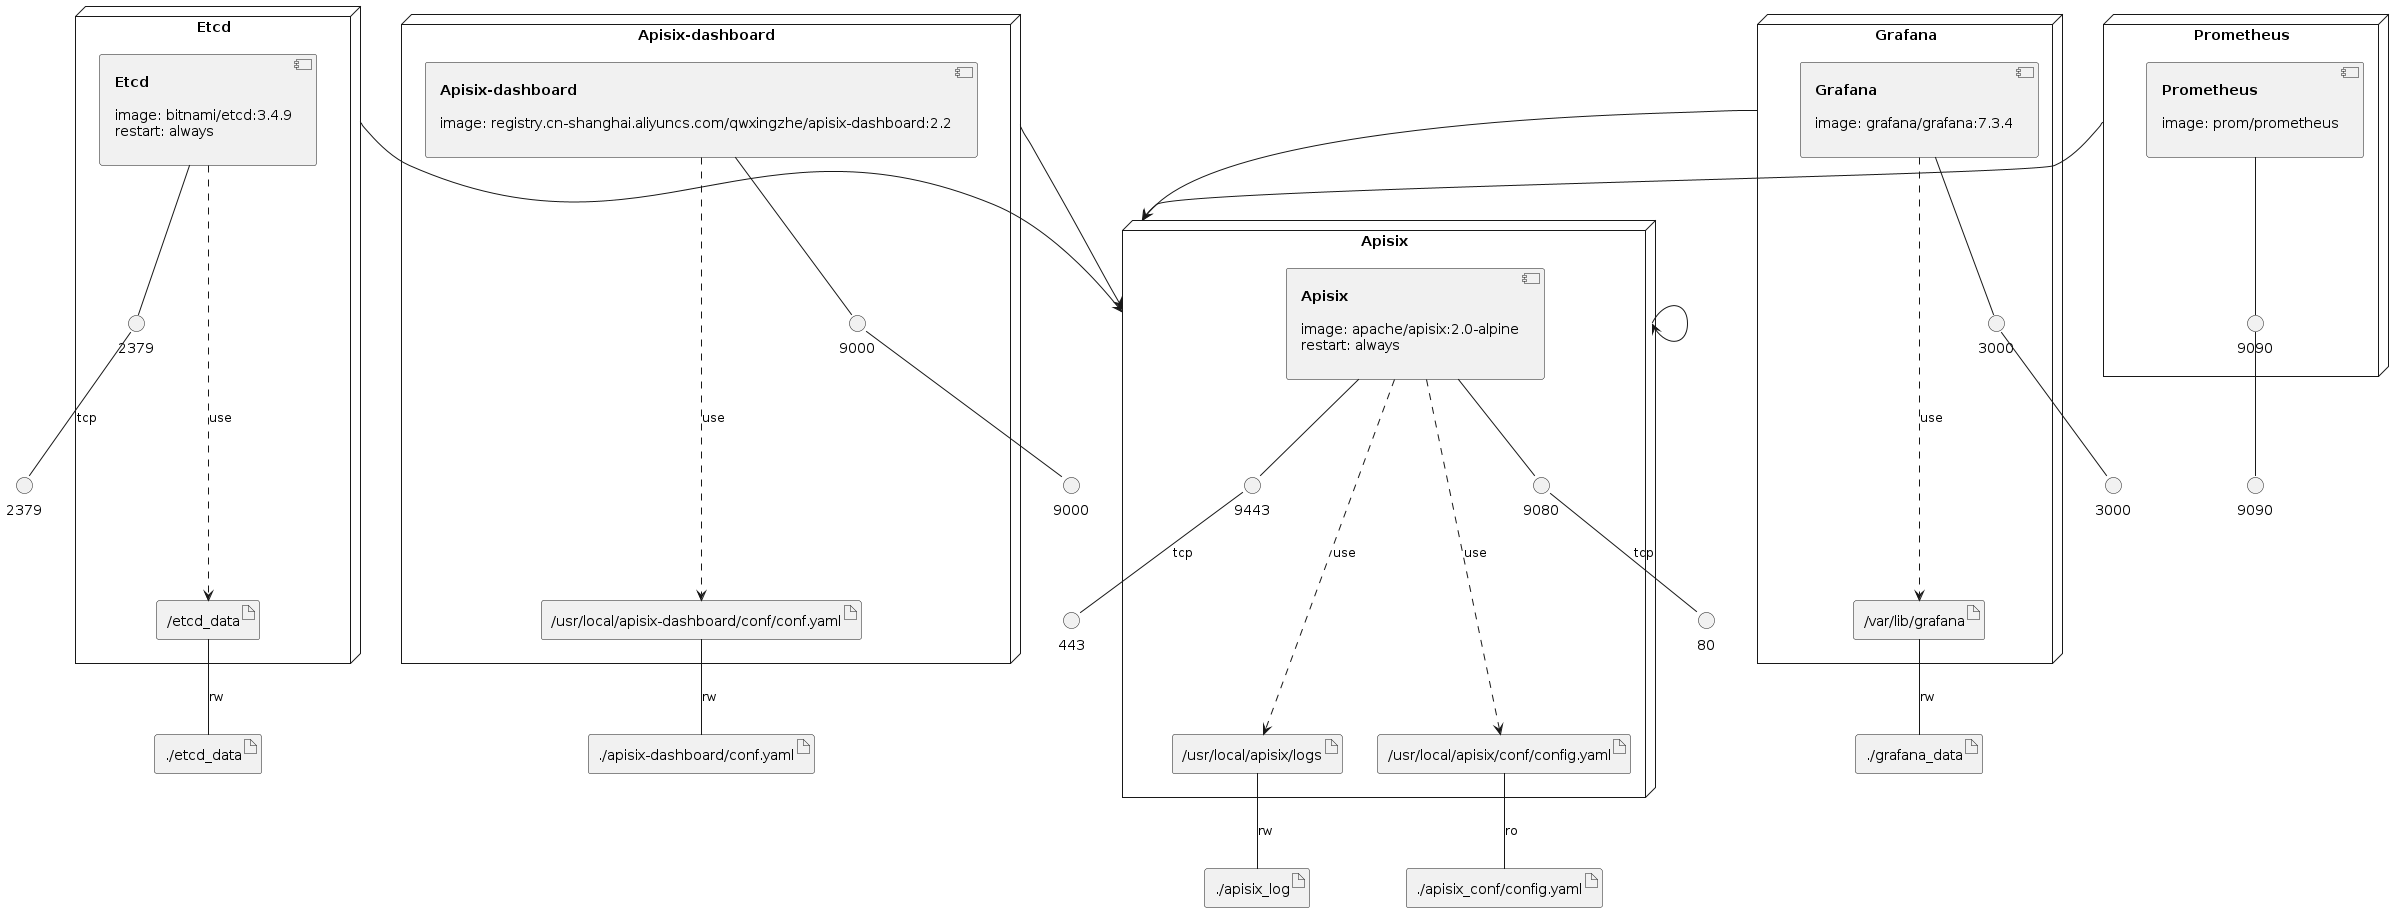 Etcd
Etcd
image: bitnami/etcd:3.4.9
restart: always
2379
tcp
use
2379
/etcd_data
rw
./etcd_data
Apisix-dashboard
Apisix-dashboard
image: registry.cn-shanghai.aliyuncs.com/qwxingzhe/apisix-dashboard:2.2
9000
use
9000
/usr/local/apisix-dashboard/conf/conf.yaml
rw
./apisix-dashboard/conf.yaml
Apisix
Apisix
image: apache/apisix:2.0-alpine
restart: always
9443
9080
tcp
use
use
tcp
443
80
/usr/local/apisix/logs
/usr/local/apisix/conf/config.yaml
rw
ro
./apisix_log
./apisix_conf/config.yaml
Grafana
Grafana
image: grafana/grafana:7.3.4
3000
use
3000
/var/lib/grafana
rw
./grafana_data
Prometheus
Prometheus
image: prom/prometheus
9090
9090